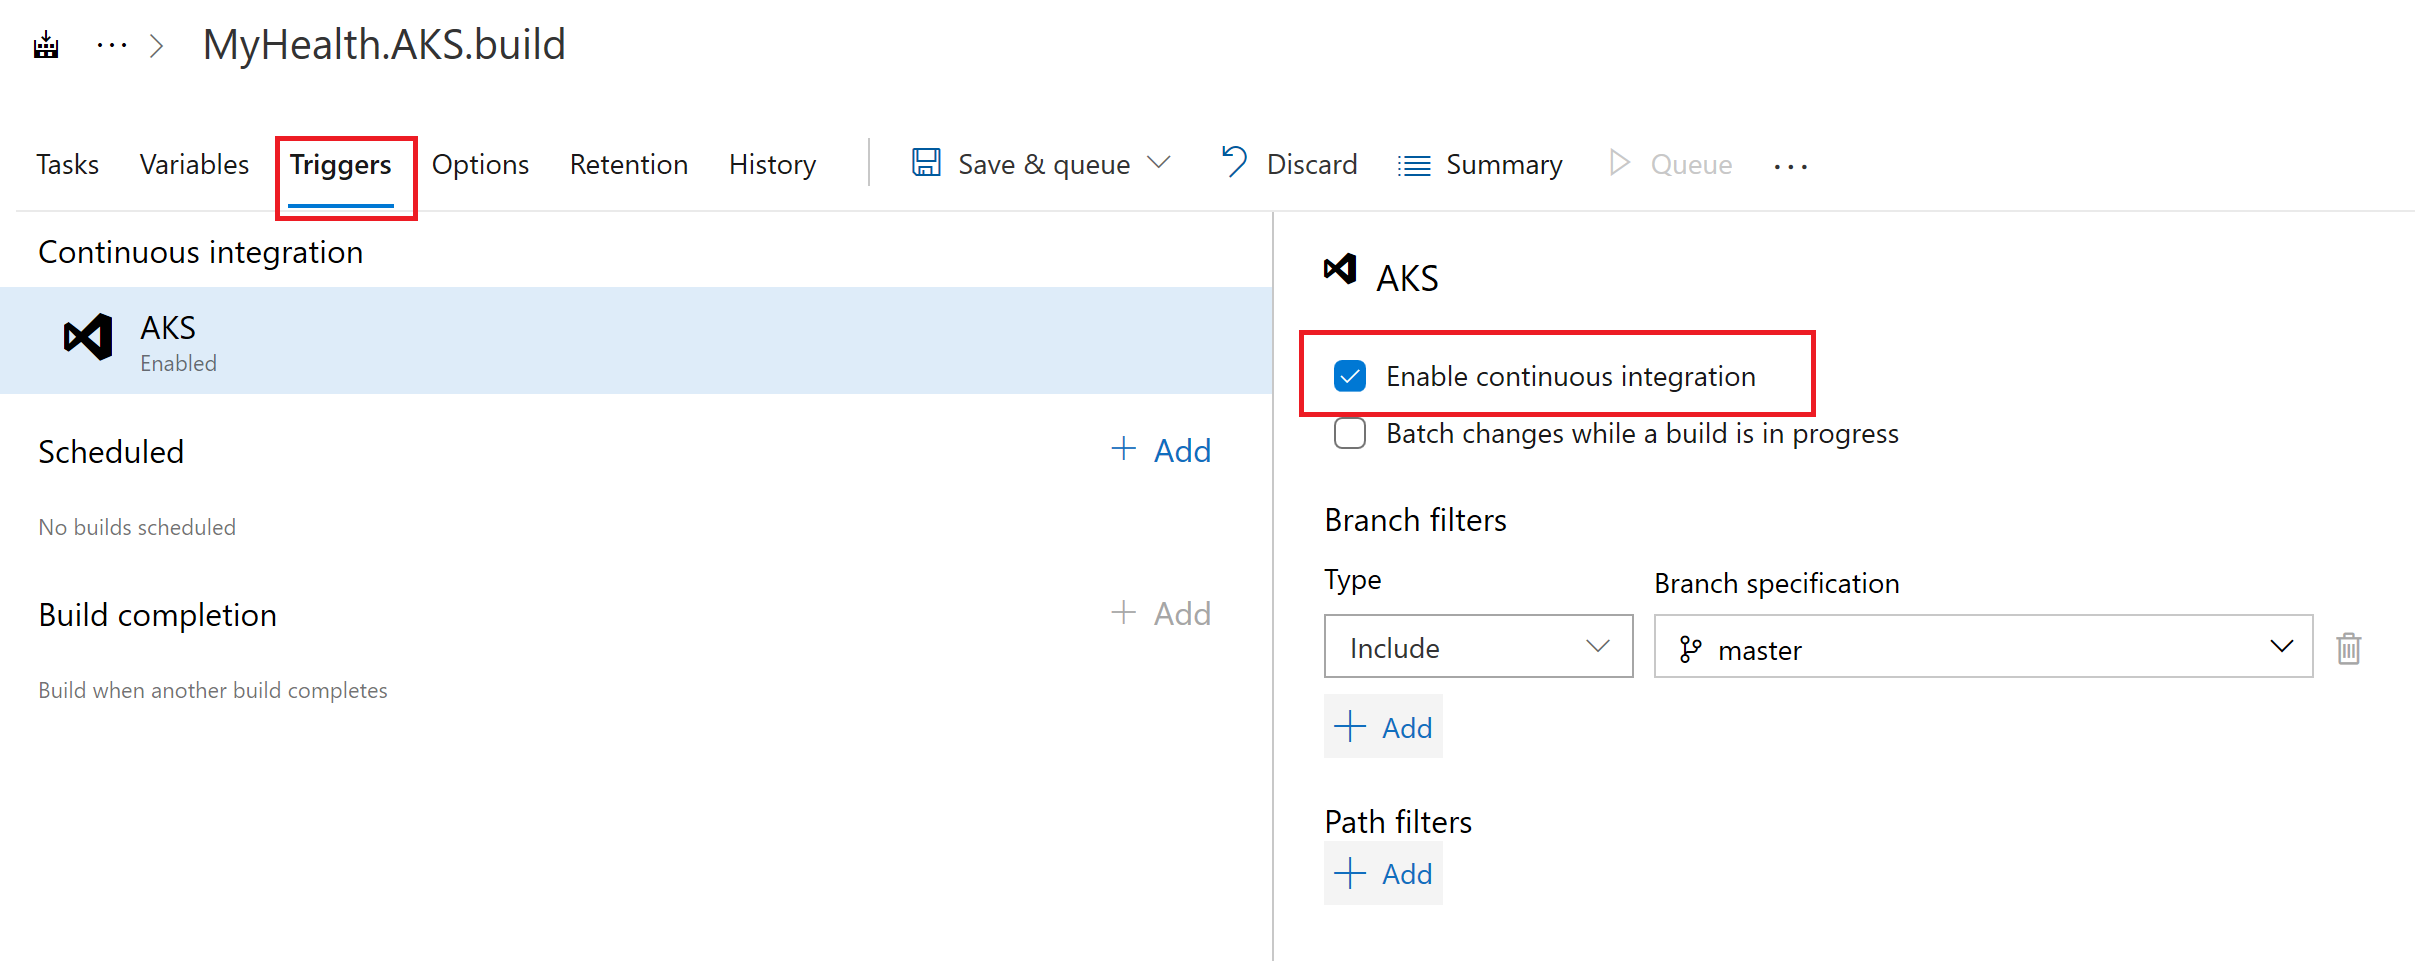 MyHealth.AKS.build
Tasks Variables Triggers Options Retention History Save & queue Discard Summary Queue
Continuous integration
AKS
Enabled
Scheduled
Add
No builds scheduled
Build completion
Add
Build when another build completes
AKS
Enable continuous integration
Batch changes while a build is in progress
Branch filters
Type Branch specification
Include master
Add
Path filters
Add